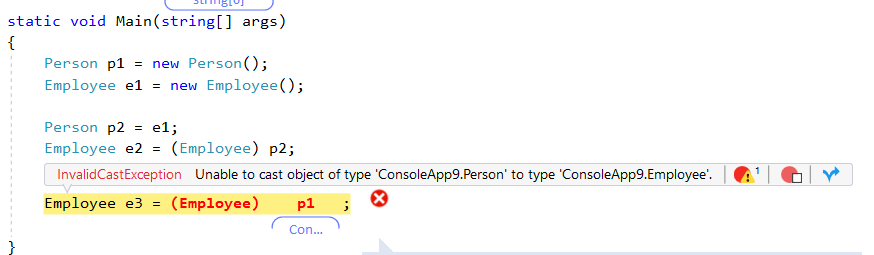 string[0]
static void Main(string[] args)
{
Person p1 = new Person();
Employee e1 = new Employee();
Person p2 = e1;
Employee e2 = (Employee) p2;
InvalidCastException Unable to cast object of type 'ConsoleApp9.Person' to type 'ConsoleApp9.Employee'. 1
Employee e3 = (Employee) p1 ;
Con...
}